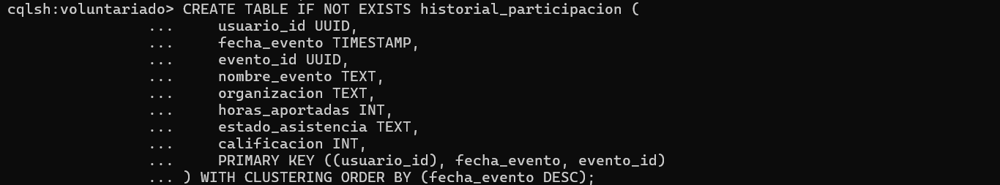 cqlsh:voluntariado> CREATE TABLE IF NOT EXISTS historial_participacion (
                ...     usuario_id UUID,
                ...     fecha_evento TIMESTAMP,
                ...     evento_id UUID,
                ...     nombre_evento TEXT,
                ...     organizacion TEXT,
                ...     horas_aportadas INT,
                ...     estado_asistencia TEXT,
                ...     calificacion INT,
                ...     PRIMARY KEY ((usuario_id), fecha_evento, evento_id)
                ... ) WITH CLUSTERING ORDER BY (fecha_evento DESC);